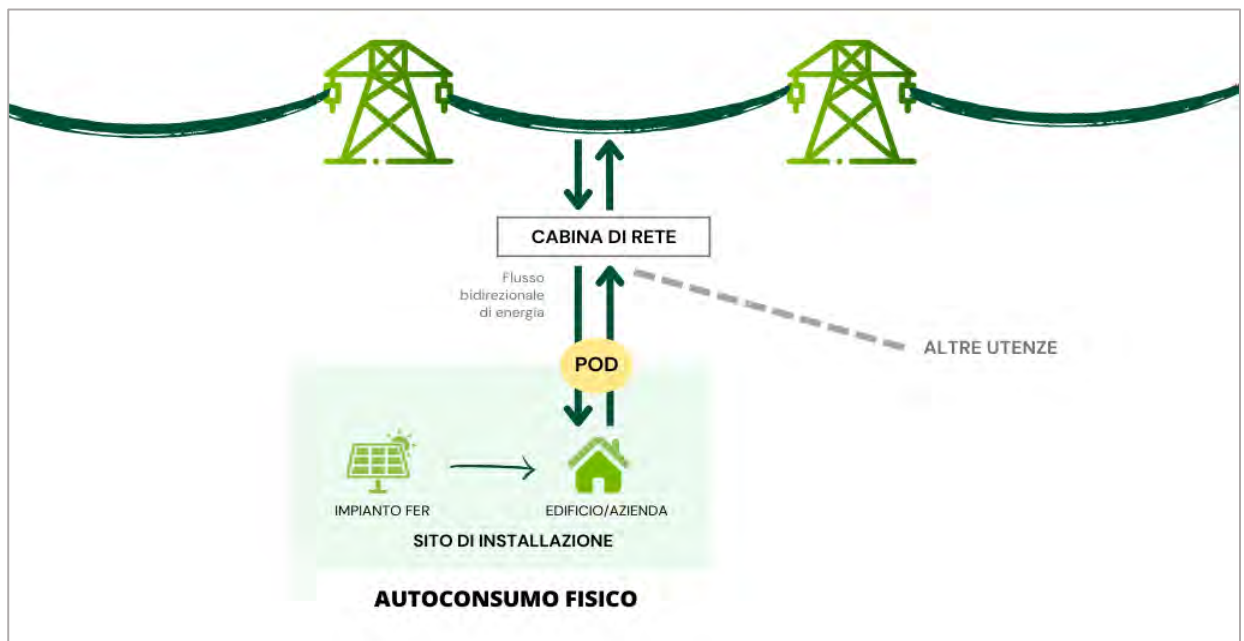 CABINA DI RETE
Flusso
bidirezionale
di energia
ALTRE UTENZE
POD
IMPIANTO FER
EDIFICIO/AZIENDA
SITO DI INSTALLAZIONE
AUTOCONSUMO FISICO